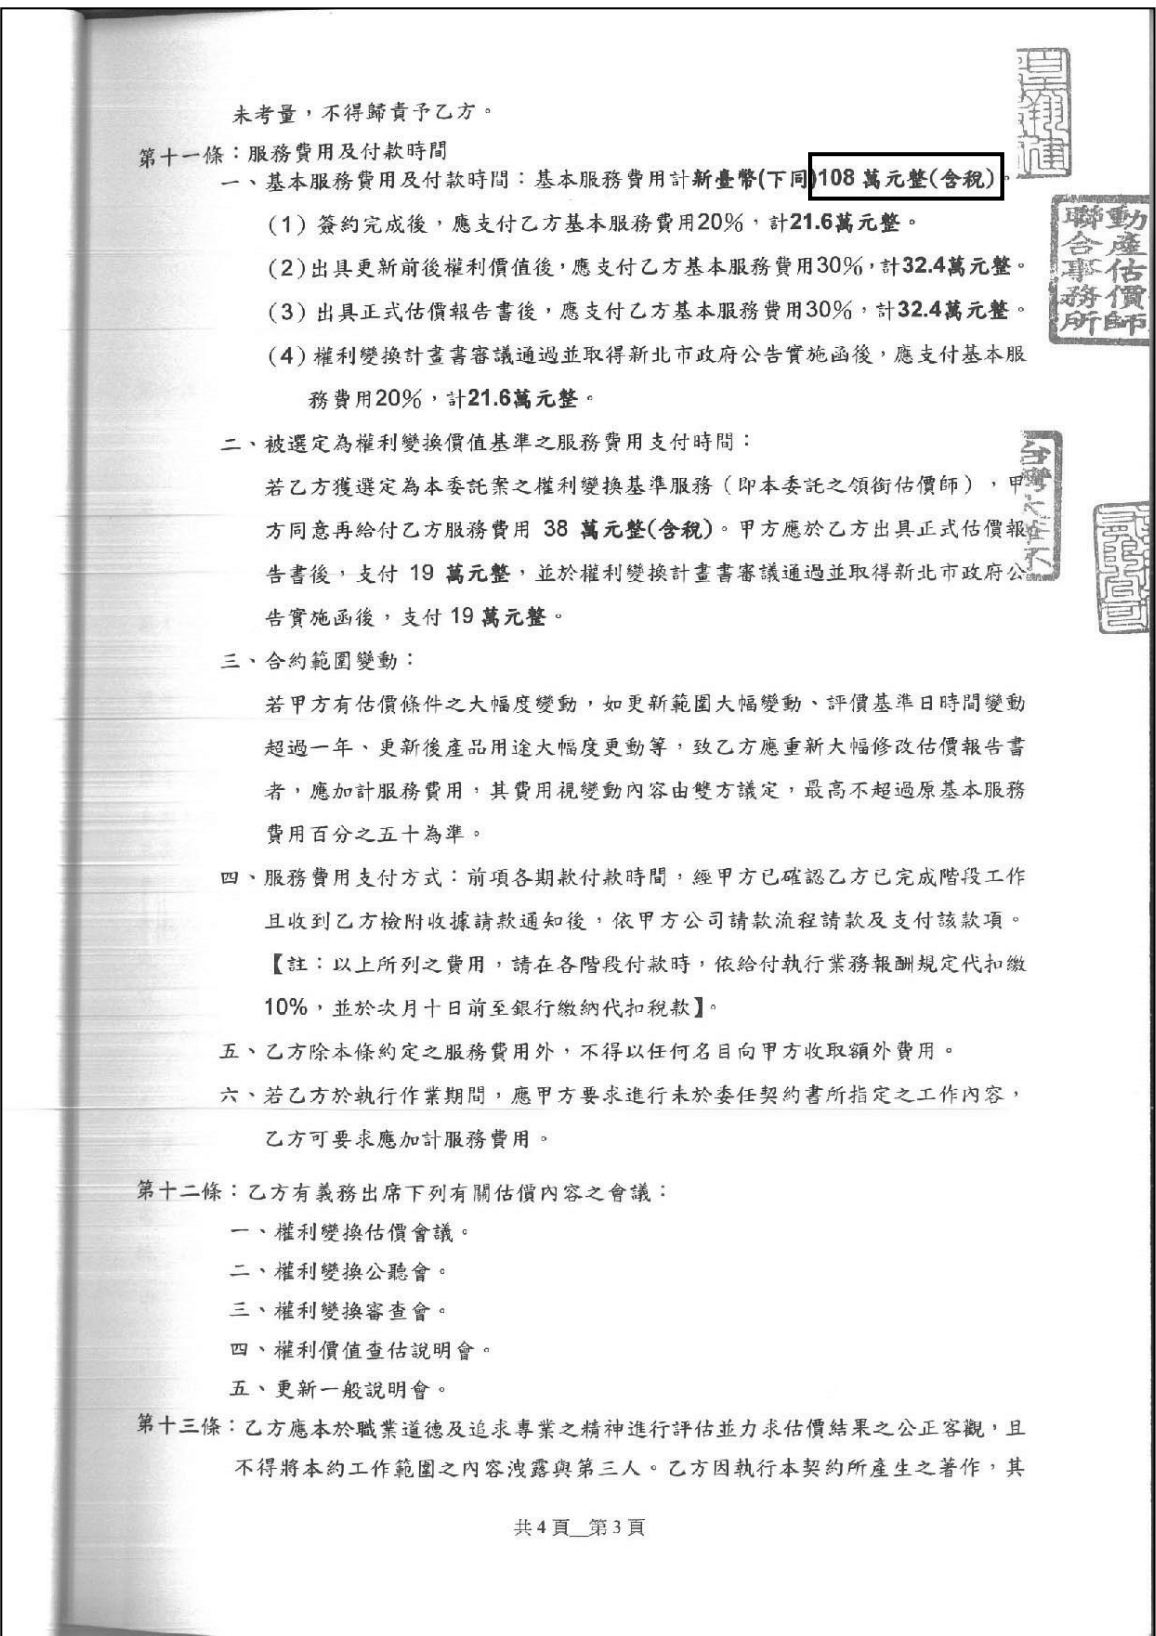 未考量，不得歸責予乙方。
第十一條：服務費用及付款時間
一、基本服務費用及付款時間：基本服務費用計新臺幣(下同)108 萬元整(含稅)。
(1) 簽約完成後，應支付乙方基本服務費用20%，計21.6萬元整。
(2)出具更新前後權利價值後，應支付乙方基本服務費用30%，計32.4萬元整。
(3) 出具正式估價報告書後，應支付乙方基本服務費用30%，計32.4萬元整。
(4) 權利變換計畫書審議通過並取得新北市政府公告實施函後，應支付基本服
務費用20%，計21.6萬元整。
二、被選定為權利變換價值基準之服務費用支付時間：
若乙方獲選定為本委託案之權利變換基準服務（即本委託之領銜估價師），甲
方同意再給付乙方服務費用 38 萬元整(含稅)。甲方應於乙方出具正式估價報
告書後，支付 19 萬元整，並於權利變換計畫書審議通過並取得新北市政府公
告實施函後，支付 19 萬元整。
三、合約範圍變動：
若甲方有估價條件之大幅度變動，如更新範圍大幅變動、評價基準日時間變動
超過一年、更新後產品用途大幅度更動等，致乙方應重新大幅修改估價報告書
者，應加計服務費用，其費用視變動內容由雙方議定，最高不超過原基本服務
費用百分之五十為準。
四、服務費用支付方式：前項各期款付款時間，經甲方已確認乙方已完成階段工作
且收到乙方檢附收據請款通知後，依甲方公司請款流程請款及支付該款項。
【註：以上所列之費用，請在各階段付款時，依給付執行業務報酬規定代扣繳
10%，並於次月十日前至銀行繳納代扣稅款】。
五、乙方除本條約定之服務費用外，不得以任何名目向甲方收取額外費用。
六、若乙方於執行作業期間，應甲方要求進行未於委任契約書所指定之工作內容，
乙方可要求應加計服務費用。
第十二條：乙方有義務出席下列有關估價內容之會議：
一、權利變換估價會議。
二、權利變換公聽會。
三、權利變換審查會。
四、權利價值查估說明會。
五、更新一般說明會。
第十三條：乙方應本於職業道德及追求專業之精神進行評估並力求估價結果之公正客觀，且
不得將本約工作範圍之內容洩露與第三人。乙方因執行本契約所產生之著作，其
共 4 頁__第 3 頁
動產估價師
聯合事務所